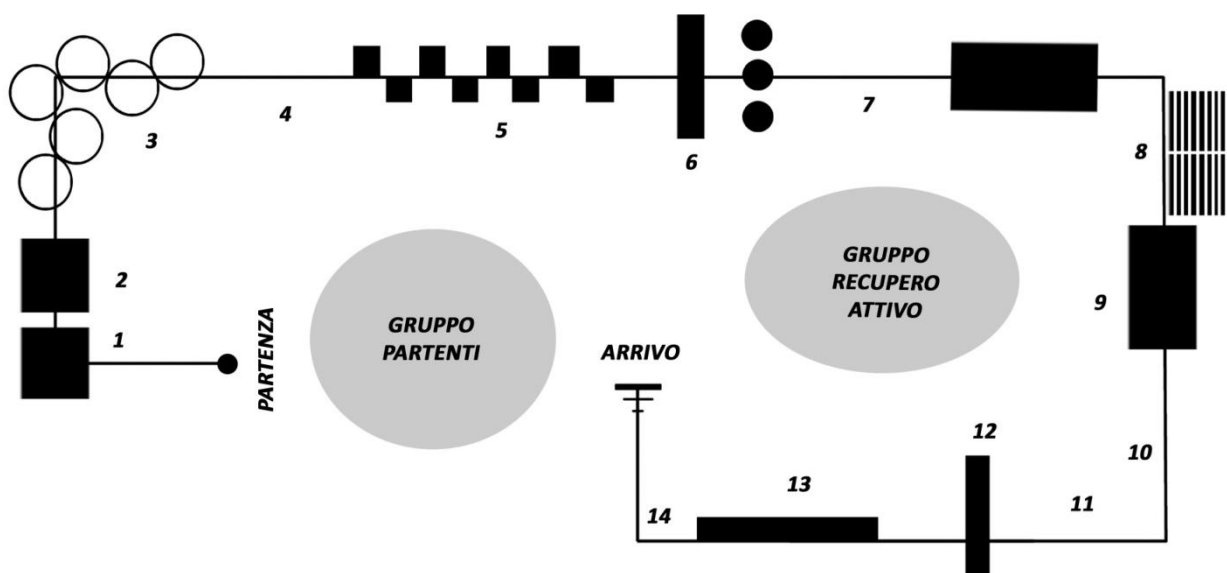 3
4
5
6
7
8
2
1
PARTENZA
GRUPPO
PARTENTI
ARRIVO
GRUPPO
RECUPERO
ATTIVO
9
10
11
12
13
14